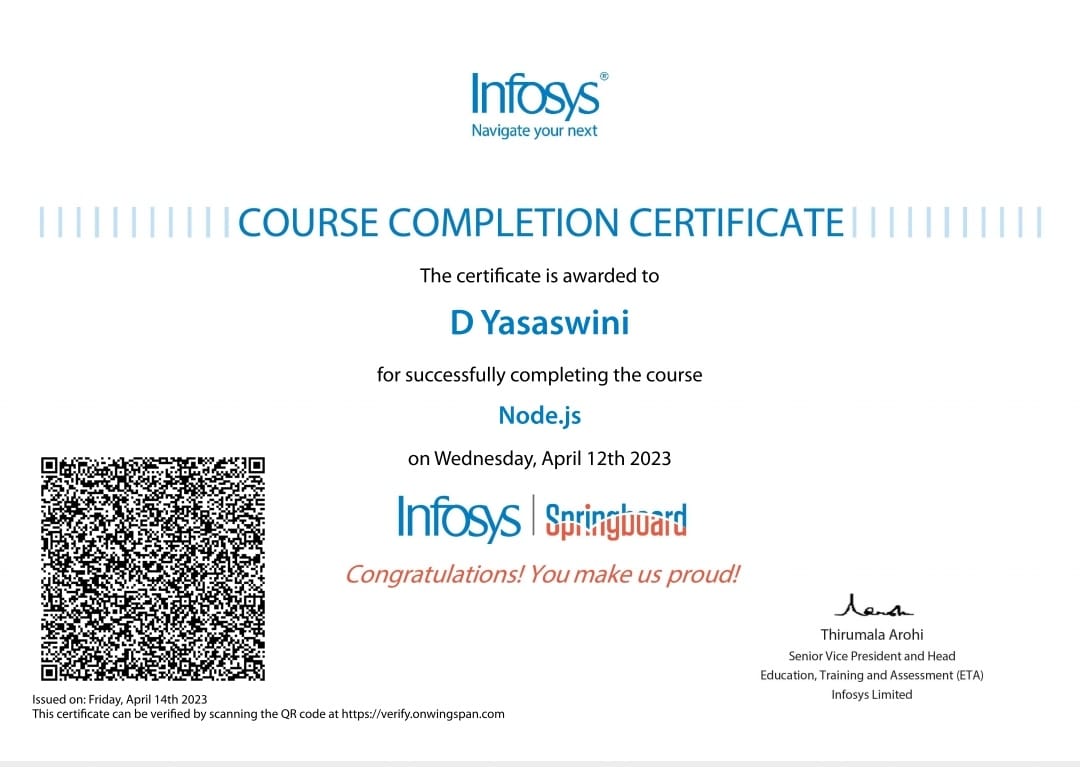 Infosys®
Navigate your next
COURSE COMPLETION CERTIFICATE
The certificate is awarded to
D Yasaswini
for successfully completing the course
Node.js
on Wednesday, April 12th 2023
Infosys | Springboard
Congratulations! You make us proud!
Thirumala Arohi
Senior Vice President and Head
Education, Training and Assessment (ETA)
Infosys Limited
Issued on: Friday, April 14th 2023
This certificate can be verified by scanning the QR code at https://verify.onwingspan.com